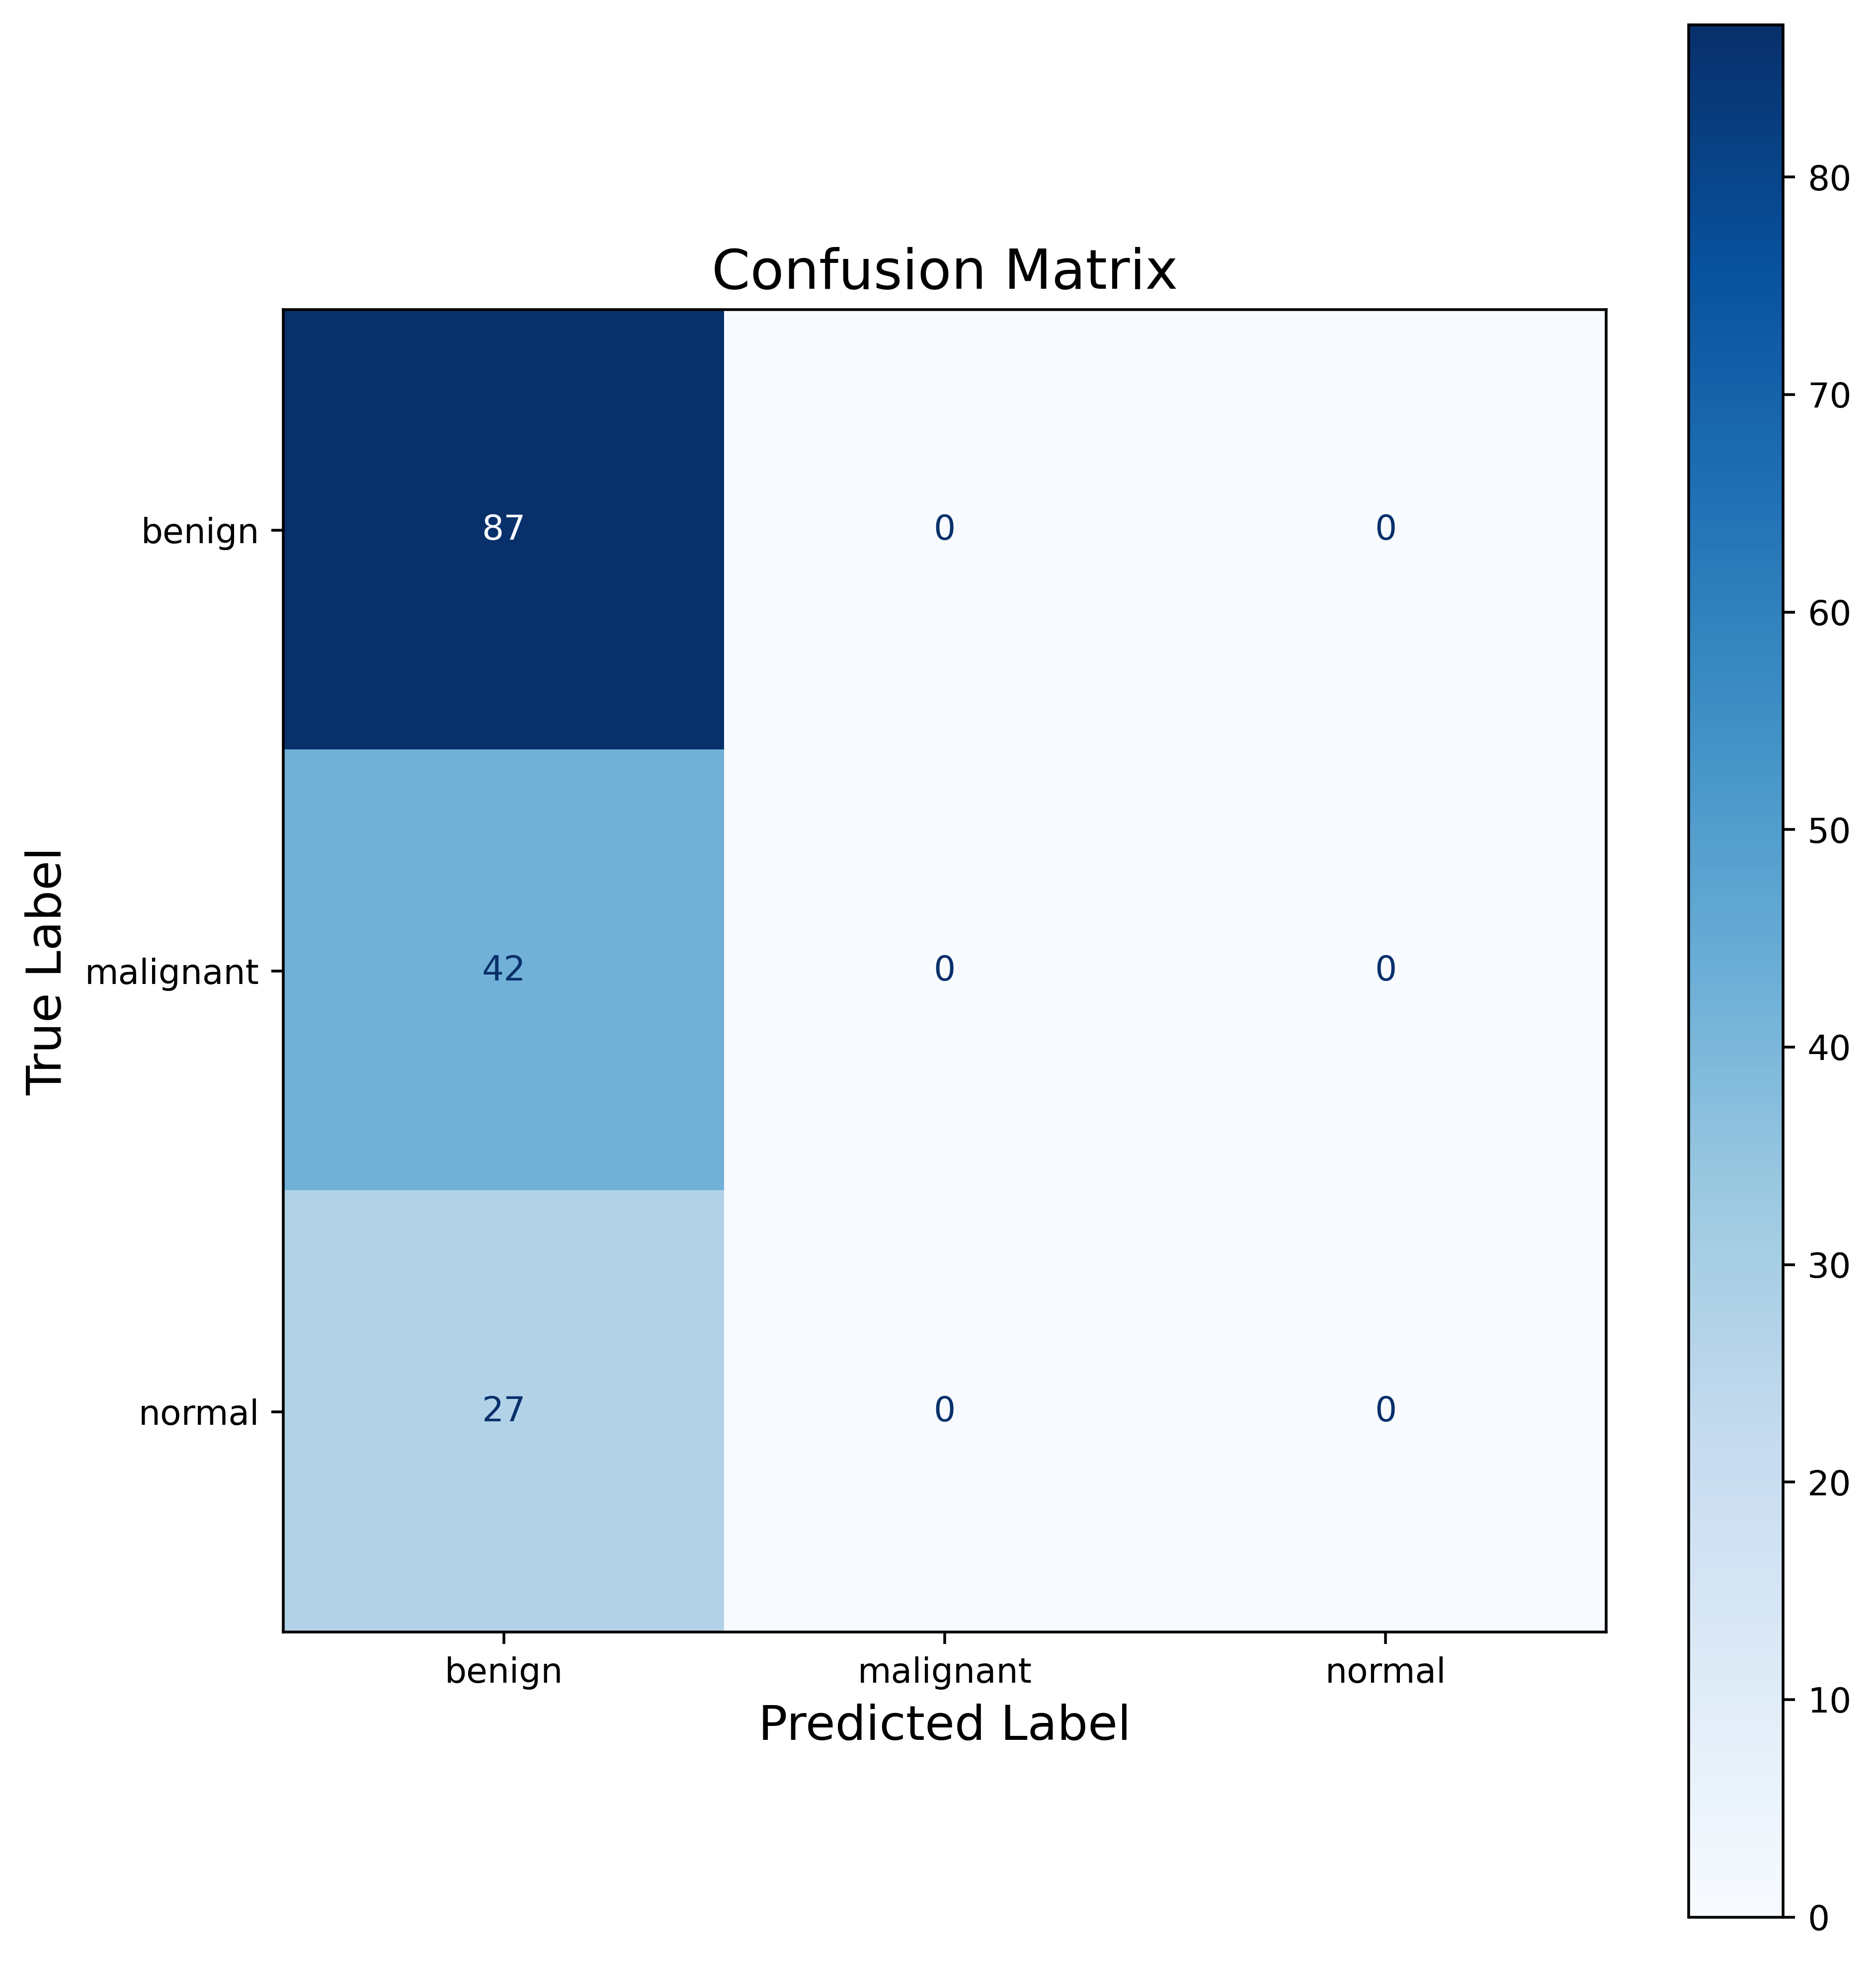 Confusion Matrix
True Label
benign 87 0 0
malignant 42 0 0
normal 27 0 0
benign malignant normal
Predicted Label
80
70
60
50
40
30
20
10
0